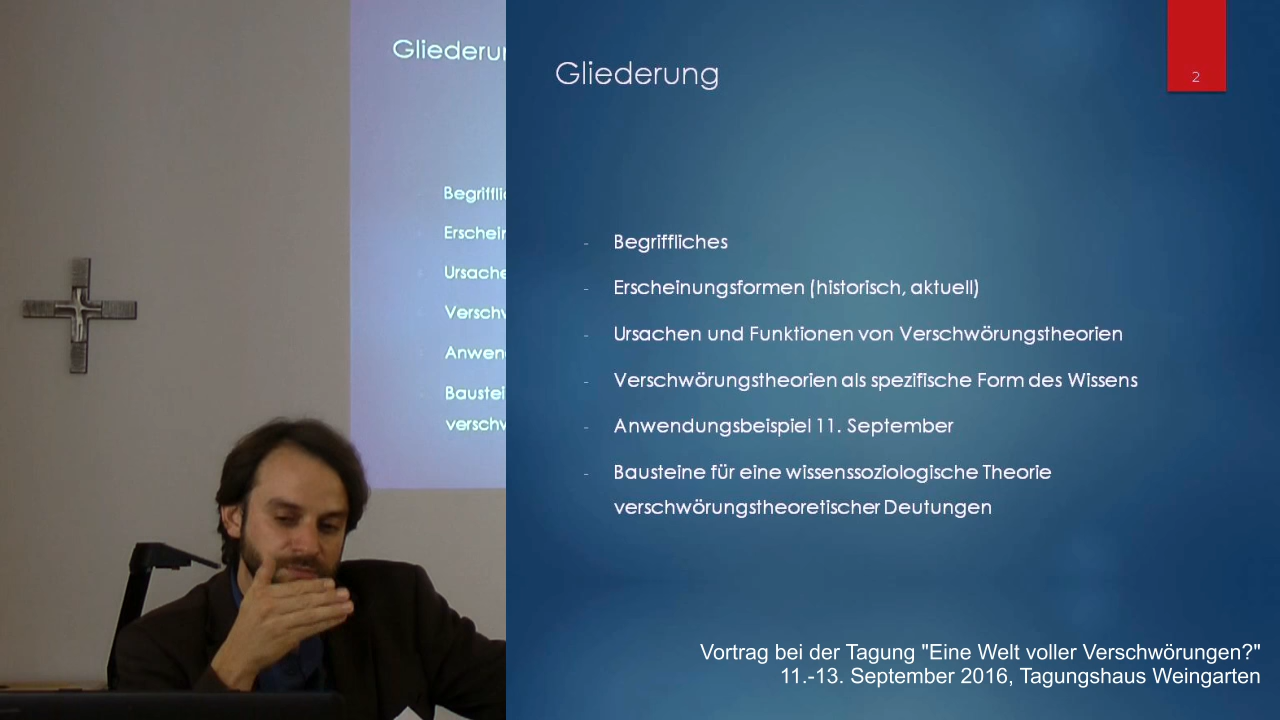 Gliederu
Begrifflic
Erschein
Ursache
Verschw
Anwen
Baustei
verschw
Gliederung
2
- Begriffliches
- Erscheinungsformen (historisch, aktuell)
- Ursachen und Funktionen von Verschwörungstheorien
- Verschwörungstheorien als spezifische Form des Wissens
- Anwendungsbeispiel 11. September
- Bausteine für eine wissenssoziologische Theorie
verschwörungstheoretischer Deutungen
Vortrag bei der Tagung "Eine Welt voller Verschwörungen?"
11.-13. September 2016, Tagungshaus Weingarten